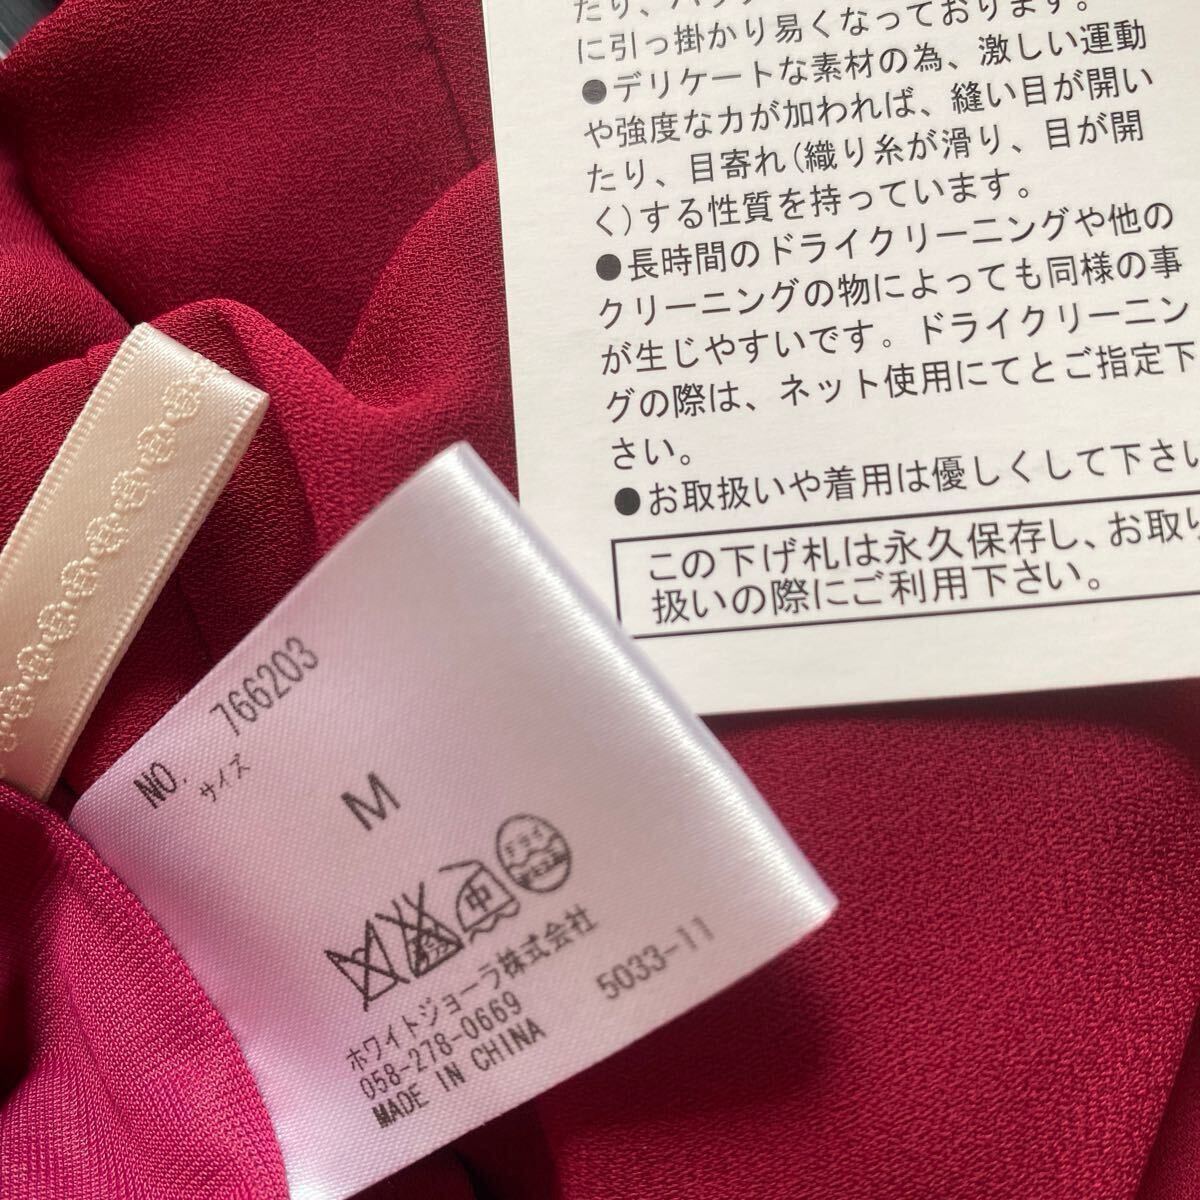 に引っ掛かり易くなっております。
●デリケートな素材の為、激しい運動
や強度な力が加われば、縫い目が開い
たり、目寄れ(織り糸が滑り、目が開
く)する性質を持っています。
●長時間のドライクリーニングや他の
クリーニングの物によっても同様の事
が生じやすいです。ドライクリーニン
グの際は、ネット使用にてとご指定下
さい。
●お取扱いや着用は優しくして下さい
この下げ札は永久保存し、お取り
扱いの際にご利用下さい。
NO. 766203
サイズ
M
ドライ
中
ホワイトジョーラ株式会社
058-278-0669
MADE IN CHINA
5033-11